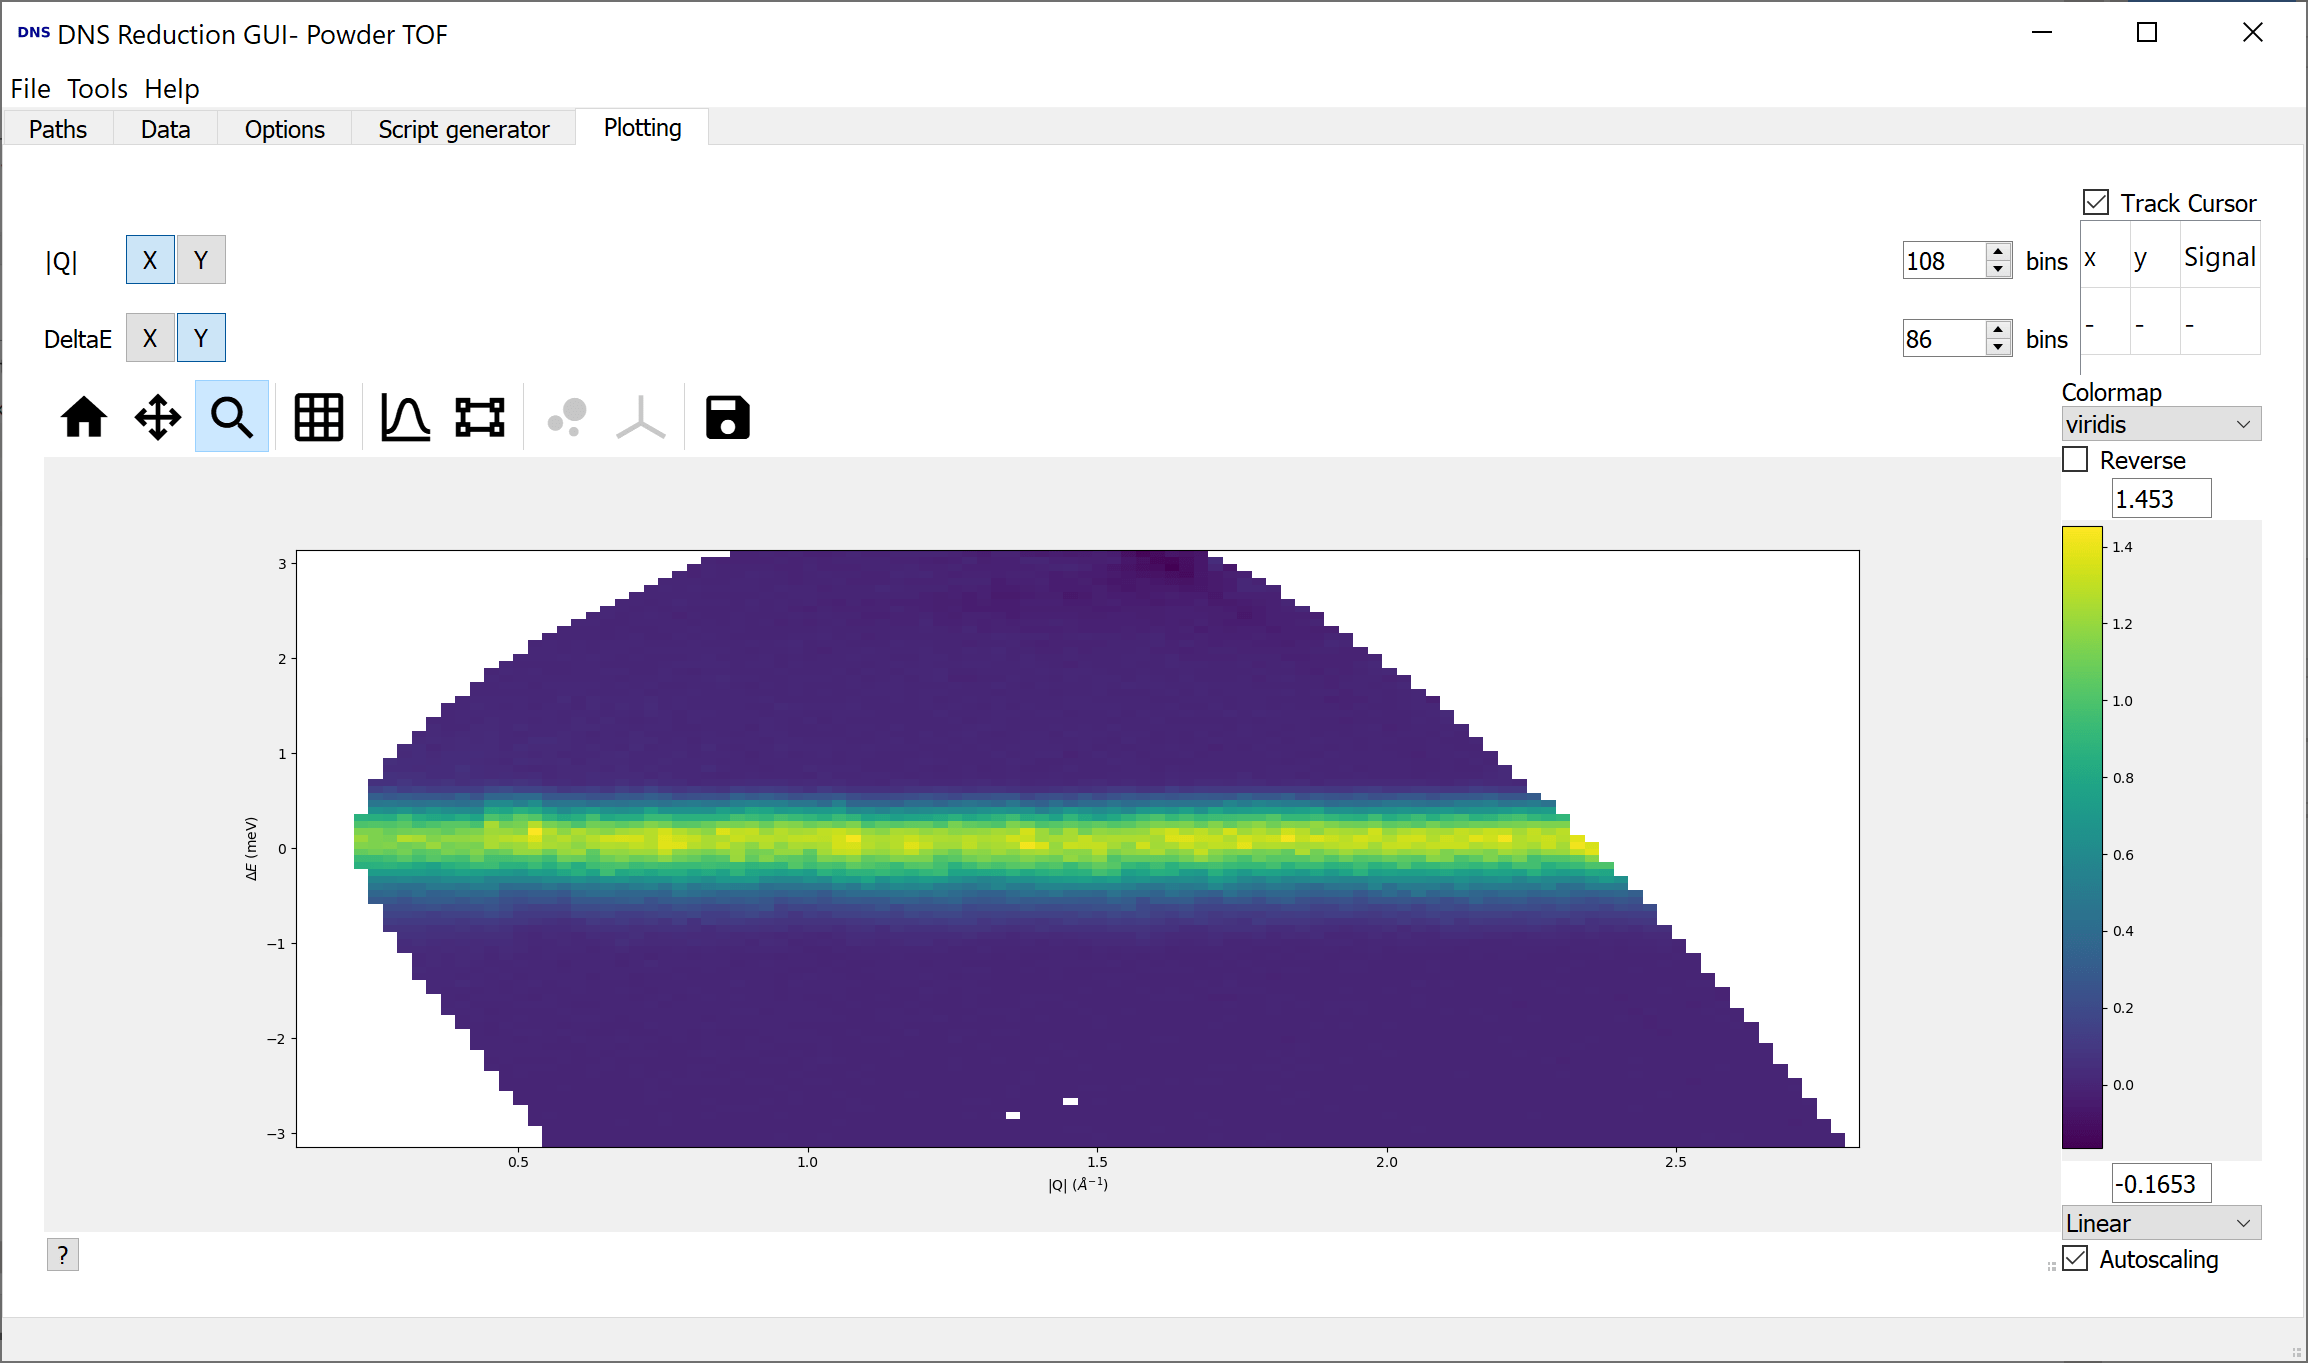 DNS DNS Reduction GUI- Powder TOF
File Tools Help
Paths Data Options Script generator Plotting
Track Cursor
|Q| X Y 108 bins x y Signal
DeltaE X Y 86 bins - - -
Colormap
viridis
Reverse
1.453
3
2
1
0
−1
−2
−3
ΔE (meV)
0.5 1.0 1.5 2.0 2.5
|Q| (Å⁻¹)
1.4
1.2
1.0
0.8
0.6
0.4
0.2
0.0
-0.1653
Linear
? Autoscaling